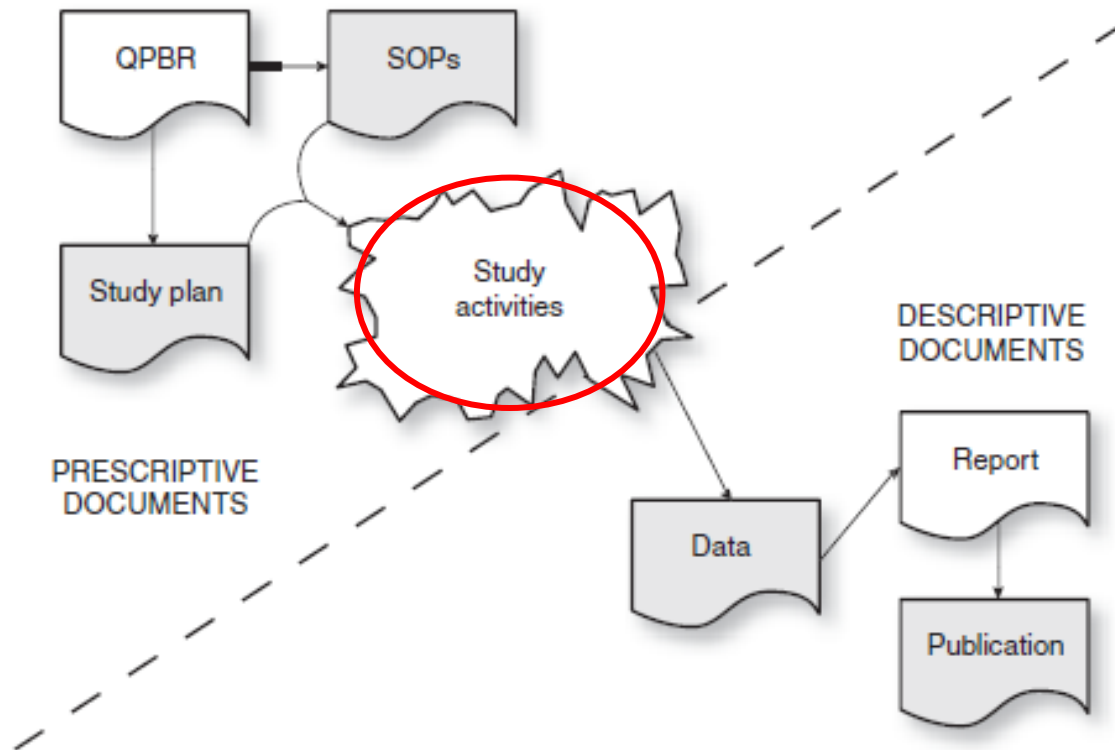 QPBR
SOPs
Study plan
Study
activities
PRESCRIPTIVE
DOCUMENTS
DESCRIPTIVE
DOCUMENTS
Data
Report
Publication